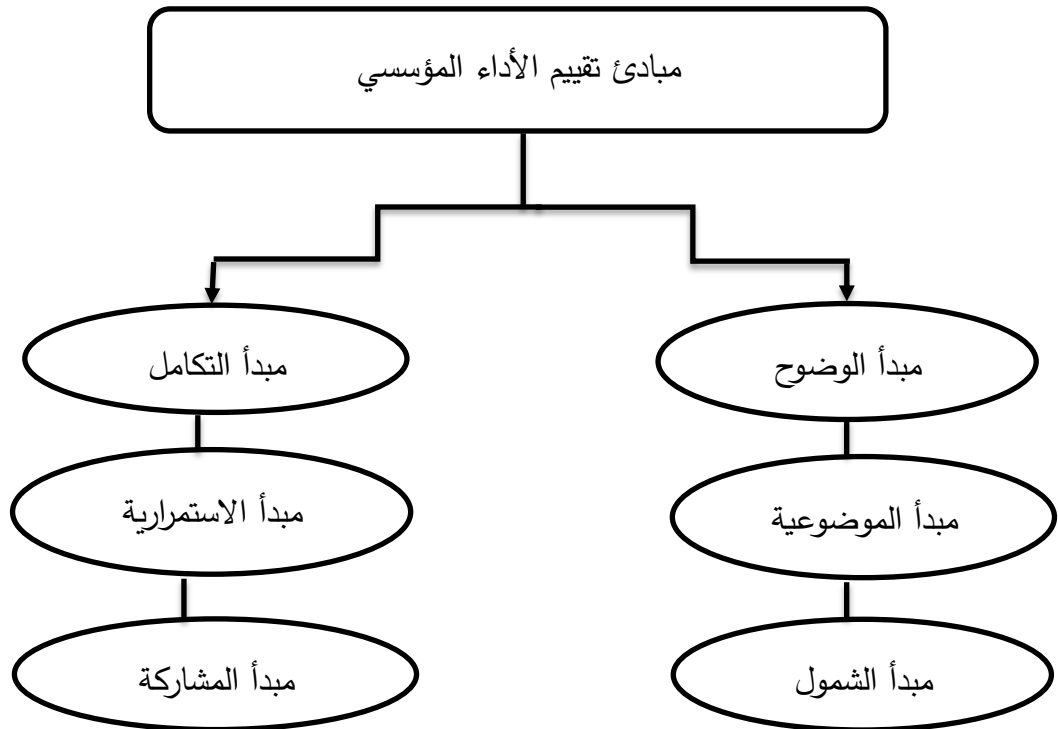 مبادئ تقييم الأداء المؤسسي
مبدأ الوضوح
مبدأ التكامل
مبدأ الموضوعية
مبدأ الاستمرارية
مبدأ الشمول
مبدأ المشاركة